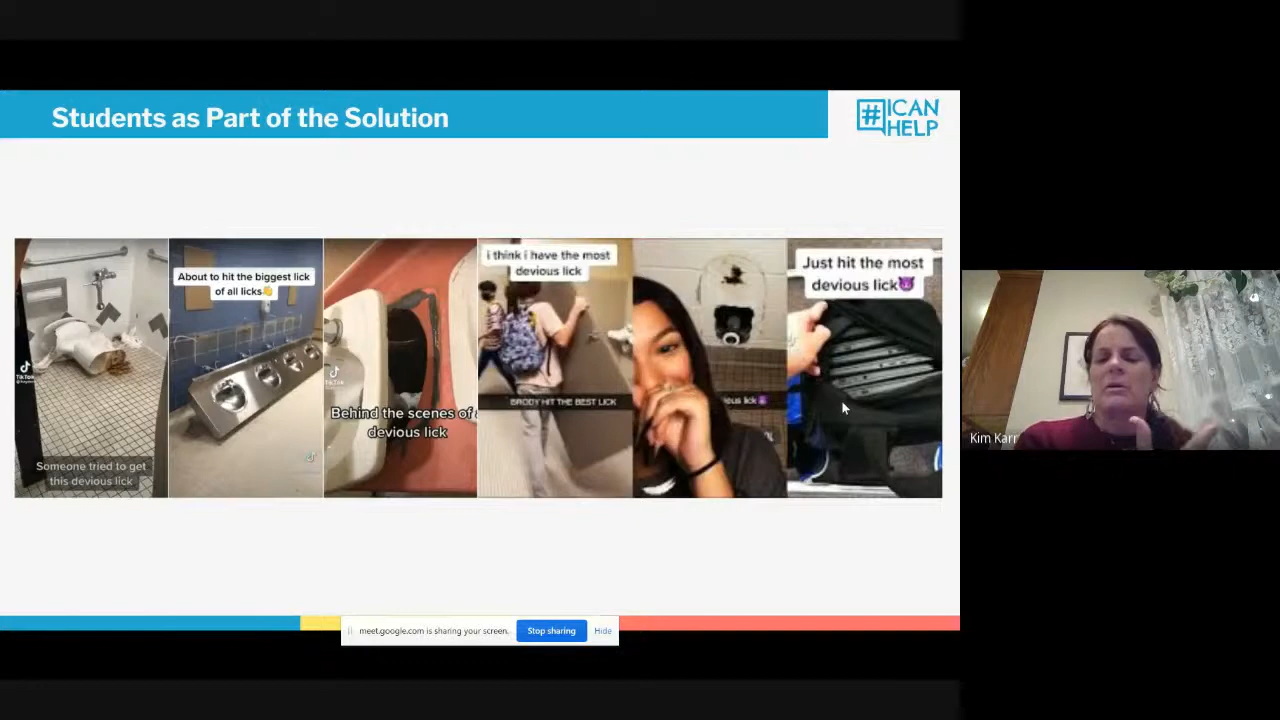 Students as Part of the Solution
#ICAN
HELP
TikTok
Someone tried to get
this devious lick
About to hit the biggest lick
of all licks
TikTok
Behind the scenes of a
devious lick
i think i have the most
devious lick
BRODY HIT THE BEST LICK
lick
Just hit the most
devious lick😈
Kim Karr
meet.google.com is sharing your screen.
Stop sharing
Hide